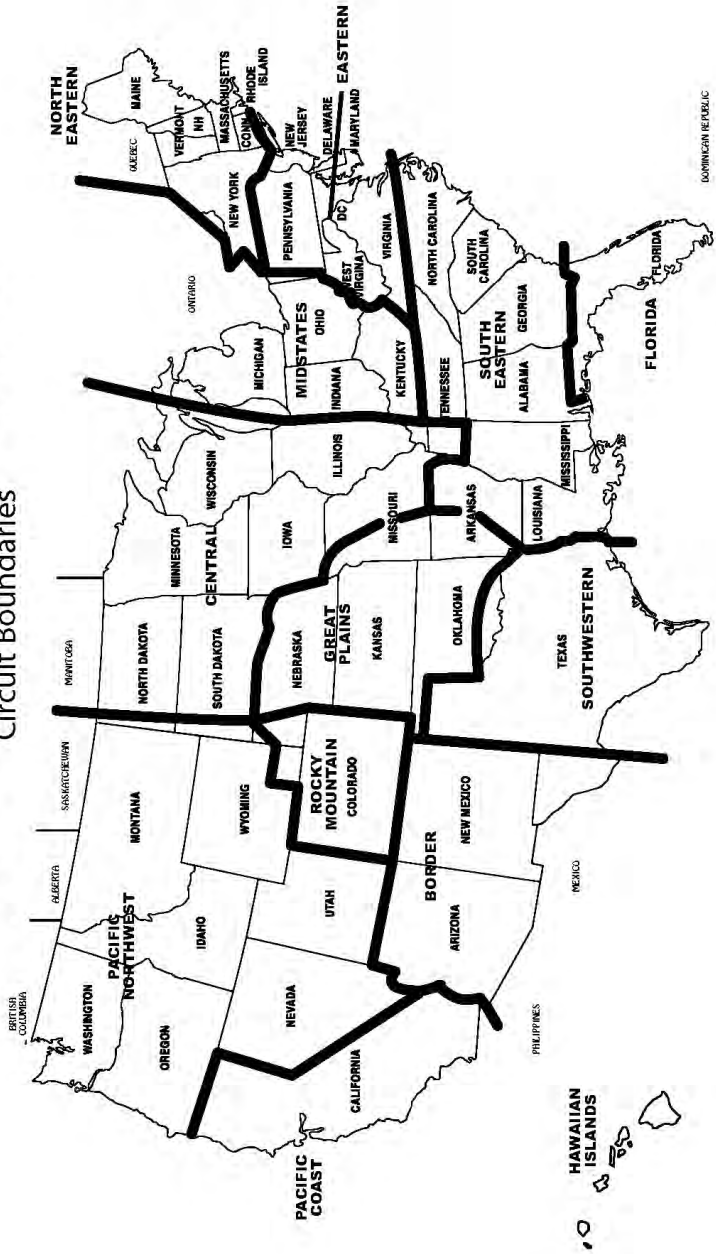 Circuit Boundaries
BRITISH
COLUMBIA
ALBERTA
SASKATCHEWAN
MANITOBA
ONTARIO
QUEBEC
NORTH
EASTERN
WASHINGTON
PACIFIC
NORTHWEST
OREGON
IDAHO
MONTANA
WYOMING
NEVADA
UTAH
CALIFORNIA
PACIFIC
COAST
ROCKY
MOUNTAIN
COLORADO
BORDER
ARIZONA
NEW MEXICO
NORTH DAKOTA
SOUTH DAKOTA
MINNESOTA
CENTRAL
WISCONSIN
IOWA
ILLINOIS
NEBRASKA
GREAT
PLAINS
KANSAS
MISSOURI
OKLAHOMA
ARKANSAS
TEXAS
SOUTHWESTERN
LOUISIANA
MISSISSIPPI
MICHIGAN
MIDSTATES
OHIO
INDIANA
KENTUCKY
TENNESSEE
SOUTH
EASTERN
ALABAMA
GEORGIA
SOUTH
CAROLINA
NORTH CAROLINA
VIRGINIA
WEST
VIRGINIA
DC
PENNSYLVANIA
NEW YORK
VERMONT
NH
MAINE
MASSACHUSETTS
CONN
RHODE
ISLAND
NEW
JERSEY
DELAWARE
MARYLAND
EASTERN
FLORIDA
FLORIDA
PHILIPPINES
MEXICO
DOMINICAN REPUBLIC
HAWAIIAN
ISLANDS